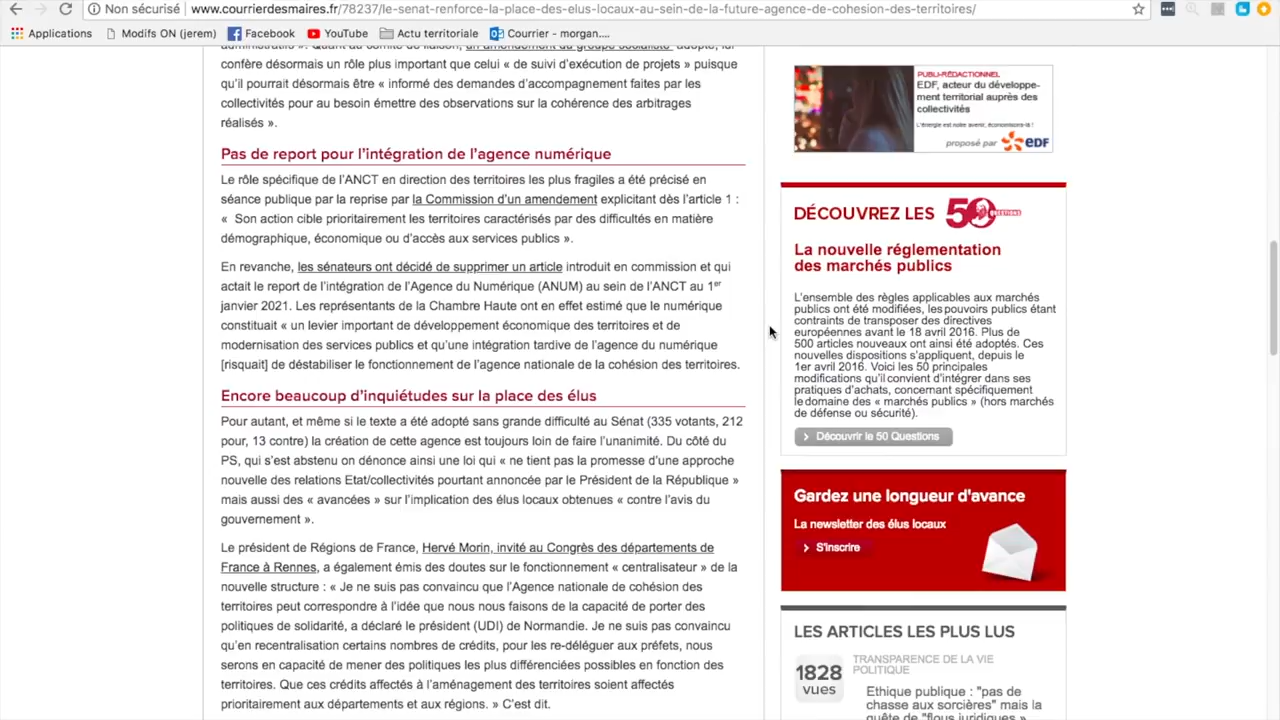 Non sécurisé
www.courrierdesmaires.fr/78237/le-senat-renforce-la-place-des-elus-locaux-au-sein-de-la-future-agence-de-cohesion-des-territoires/
Applications
Modifs ON (jerem)
Facebook
YouTube
Actu territoriale
Courrier - morgan....
administratif ». Quant au comité de liaison, un amendement du groupe socialiste adopté, lui
confère désormais un rôle plus important que celui « de suivi d'exécution de projets » puisque
qu'il pourrait désormais être « informé des demandes d'accompagnement faites par les
collectivités pour au besoin émettre des observations sur la cohérence des arbitrages
réalisés ».
Pas de report pour l'intégration de l'agence numérique
Le rôle spécifique de l'ANCT en direction des territoires les plus fragiles a été précisé en
séance publique par la reprise par la Commission d'un amendement explicitant dès l'article 1 :
«  Son action cible prioritairement les territoires caractérisés par des difficultés en matière
démographique, économique ou d'accès aux services publics ».
En revanche, les sénateurs ont décidé de supprimer un article introduit en commission et qui
actait le report de l'intégration de l'Agence du Numérique (ANUM) au sein de l'ANCT au 1er
janvier 2021. Les représentants de la Chambre Haute ont en effet estimé que le numérique
constituait « un levier important de développement économique des territoires et de
modernisation des services publics et qu'une intégration tardive de l'agence du numérique
[risquait] de déstabiliser le fonctionnement de l'agence nationale de la cohésion des territoires.
Encore beaucoup d'inquiétudes sur la place des élus
Pour autant, et même si le texte a été adopté sans grande difficulté au Sénat (335 votants, 212
pour, 13 contre) la création de cette agence est toujours loin de faire l'unanimité. Du côté du
PS, qui s'est abstenu on dénonce ainsi une loi qui « ne tient pas la promesse d'une approche
nouvelle des relations Etat/collectivités pourtant annoncée par le Président de la République »
mais aussi des « avancées » sur l'implication des élus locaux obtenues « contre l'avis du
gouvernement ».
Le président de Régions de France, Hervé Morin, invité au Congrès des départements de
France à Rennes, a également émis des doutes sur le fonctionnement « centralisateur » de la
nouvelle structure : « Je ne suis pas convaincu que l'Agence nationale de cohésion des
territoires peut correspondre à l'idée que nous nous faisons de la capacité de porter des
politiques de solidarité, a déclaré le président (UDI) de Normandie. Je ne suis pas convaincu
qu'en recentralisation certains nombres de crédits, pour les re-déléguer aux préfets, nous
serons en capacité de mener des politiques les plus différenciées possibles en fonction des
territoires. Que ces crédits affectés à l'aménagement des territoires soient affectés
prioritairement aux départements et aux régions. » C'est dit.
PUBLI-RÉDACTIONNEL
EDF, acteur du développe-
ment territorial auprès des
collectivités
L'énergie est notre avenir, économisons-la !
proposé par eDF
DÉCOUVREZ LES 50 QUESTIONS
La nouvelle réglementation
des marchés publics
L'ensemble des règles applicables aux marchés
publics ont été modifiées, les pouvoirs publics étant
contraints de transposer des directives
européennes avant le 18 avril 2016. Plus de
500 articles nouveaux ont ainsi été adoptés. Ces
nouvelles dispositions s'appliquent, depuis le
1er avril 2016. Voici les 50 principales
modifications qu'il convient d'intégrer dans ses
pratiques d'achats, concernant spécifiquement
le domaine des « marchés publics » (hors marchés
de défense ou sécurité).
Découvrir le 50 Questions
Gardez une longueur d'avance
La newsletter des élus locaux
S'inscrire
LES ARTICLES LES PLUS LUS
1828
vues
TRANSPARENCE DE LA VIE
POLITIQUE
Ethique publique : "pas de
chasse aux sorcières" mais la
quête de "flous juridiques »